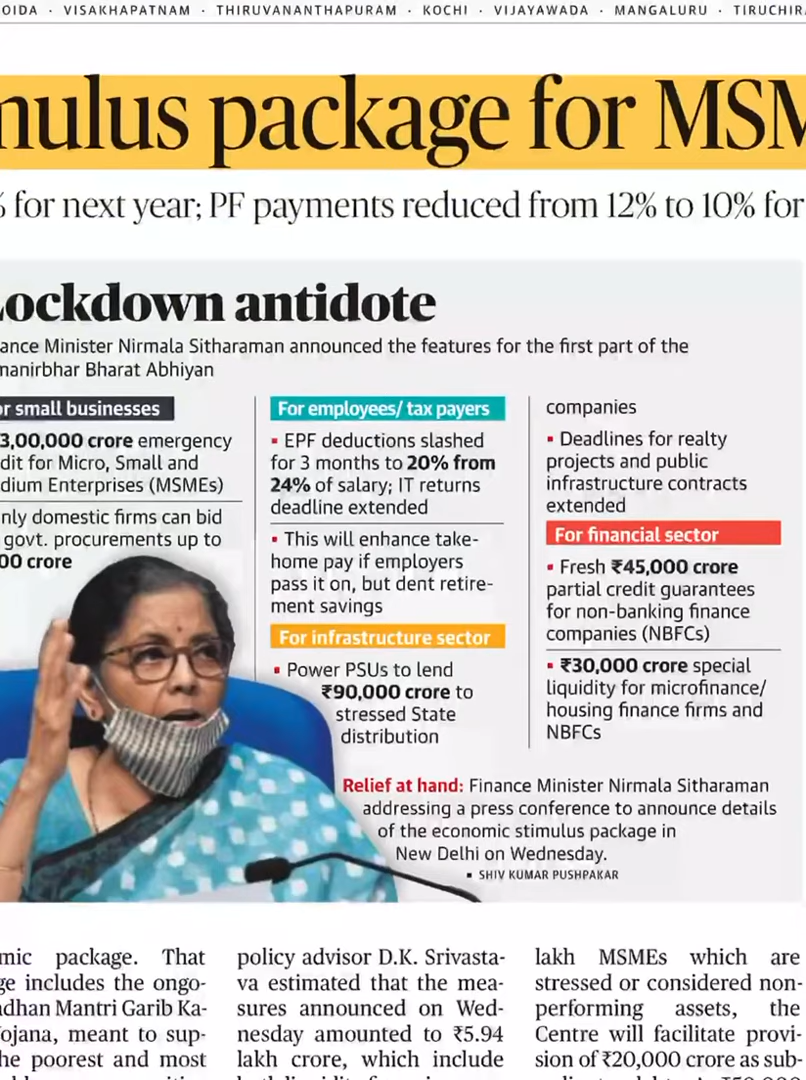 VISAKHAPATNAM · THIRUVANANTHAPURAM · KOCHI · VIJAYAWADA · MANGALURU · TIRUCHIRA
mulus package for MSM
% for next year; PF payments reduced from 12% to 10% for
Lockdown antidote
ance Minister Nirmala Sitharaman announced the features for the first part of the
manirbhar Bharat Abhiyan
or small businesses
3,00,000 crore emergency
dit for Micro, Small and
dium Enterprises (MSMEs)
nly domestic firms can bid
govt. procurements up to
00 crore
For employees/ tax payers
▪ EPF deductions slashed
for 3 months to 20% from
24% of salary; IT returns
deadline extended
▪ This will enhance take-
home pay if employers
pass it on, but dent retire-
ment savings
For infrastructure sector
▪ Power PSUs to lend
₹90,000 crore to
stressed State
distribution
companies
▪ Deadlines for realty
projects and public
infrastructure contracts
extended
For financial sector
▪ Fresh ₹45,000 crore
partial credit guarantees
for non-banking finance
companies (NBFCs)
▪ ₹30,000 crore special
liquidity for microfinance/
housing finance firms and
NBFCs
Relief at hand: Finance Minister Nirmala Sitharaman
addressing a press conference to announce details
of the economic stimulus package in
New Delhi on Wednesday.
▪ SHIV KUMAR PUSHPAKAR
mic package. That
ge includes the ongo-
adhan Mantri Garib Ka-
Yojana, meant to sup-
he poorest and most
policy advisor D.K. Srivasta-
va estimated that the mea-
sures announced on Wed-
nesday amounted to ₹5.94
lakh crore, which include
lakh MSMEs which are
stressed or considered non-
performing assets, the
Centre will facilitate provi-
sion of ₹20,000 crore as sub-